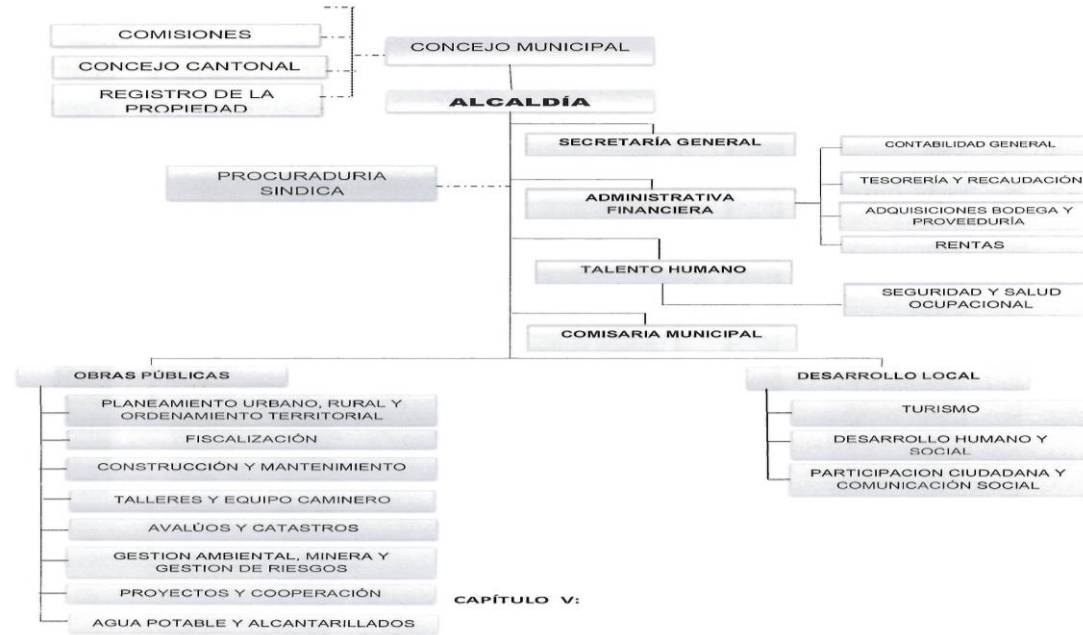 COMISIONES
CONCEJO CANTONAL
REGISTRO DE LA
PROPIEDAD
CONCEJO MUNICIPAL
ALCALDÍA
SECRETARÍA GENERAL
PROCURADURIA
SINDICA
ADMINISTRATIVA
FINANCIERA
CONTABILIDAD GENERAL
TESORERÍA Y RECAUDACIÓN
ADQUISICIONES BODEGA Y
PROVEEDURÍA
RENTAS
TALENTO HUMANO
SEGURIDAD Y SALUD
OCUPACIONAL
COMISARIA MUNICIPAL
OBRAS PÚBLICAS
PLANEAMIENTO URBANO, RURAL Y
ORDENAMIENTO TERRITORIAL
FISCALIZACIÓN
CONSTRUCCIÓN Y MANTENIMIENTO
TALLERES Y EQUIPO CAMINERO
AVALÚOS Y CATASTROS
GESTION AMBIENTAL, MINERA Y
GESTION DE RIESGOS
PROYECTOS Y COOPERACIÓN
AGUA POTABLE Y ALCANTARILLADOS
DESARROLLO LOCAL
TURISMO
DESARROLLO HUMANO Y
SOCIAL
PARTICIPACION CIUDADANA Y
COMUNICACIÓN SOCIAL
CAPÍTULO V: